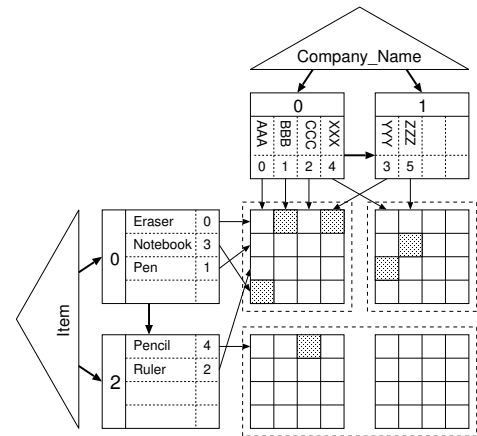 Company_Name
0 1
AAA BBB CCC XXX YYY ZZZ
0 1 2 4 3 5
Item
0
Eraser 0
Notebook 3
Pen 1
2
Pencil 4
Ruler 2